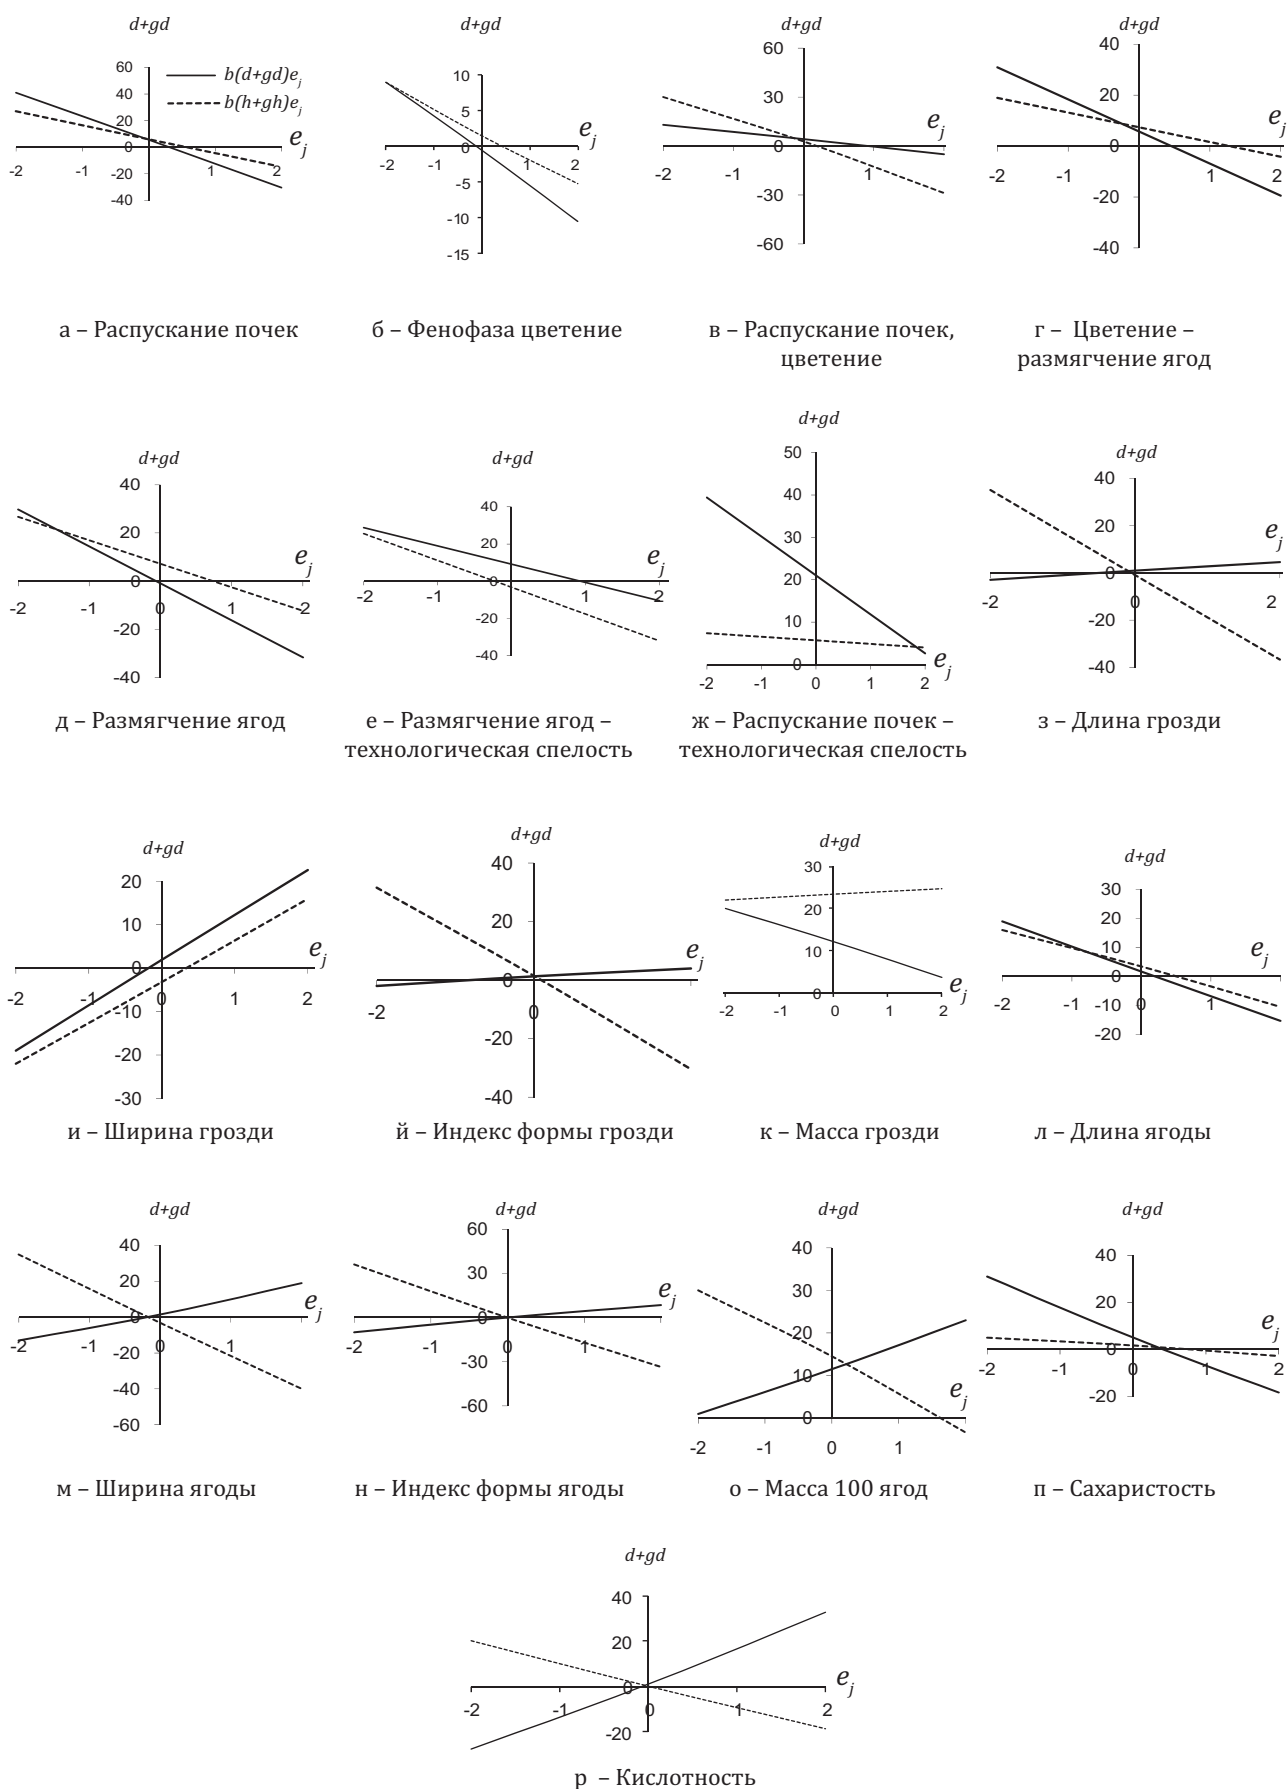 d+gd
60
40
20
0
-20
-40
-2
-1
1
2
e_j
b(d+gd)e_j
b(h+gh)e_j
а – Распускание почек
d+gd
10
5
0
-5
-10
-15
-2
-1
1
2
e_j
б – Фенофаза цветение
d+gd
60
30
0
-30
-60
-2
-1
1
2
e_j
в – Распускание почек,
цветение
d+gd
40
20
0
-20
-40
-2
-1
0
1
2
e_j
г – Цветение –
размягчение ягод
d+gd
40
20
0
-20
-40
-2
-1
0
1
2
e_j
д – Размягчение ягод
d+gd
40
20
0
-20
-40
-2
-1
0
1
2
e_j
е – Размягчение ягод –
технологическая спелость
d+gd
50
40
30
20
10
0
-2
-1
0
1
2
e_j
ж – Распускание почек –
технологическая спелость
d+gd
40
20
0
-20
-40
-2
0
2
e_j
з – Длина грозди
d+gd
20
10
0
-10
-20
-30
-2
-1
0
1
2
e_j
и – Ширина грозди
d+gd
40
20
0
-20
-40
-2
0
e_j
й – Индекс формы грозди
d+gd
30
20
10
0
-2
-1
0
1
2
e_j
к – Масса грозди
d+gd
30
20
10
0
-10
-20
-2
-1
0
1
e_j
л – Длина ягоды
d+gd
40
20
0
-20
-40
-60
-2
-1
0
1
e_j
м – Ширина ягоды
d+gd
60
30
0
-30
-60
-2
-1
0
1
e_j
н – Индекс формы ягоды
d+gd
40
30
20
10
0
-2
-1
0
1
e_j
о – Масса 100 ягод
d+gd
40
20
0
-20
-2
-1
0
1
2
e_j
п – Сахаристость
d+gd
40
20
0
-20
-2
-1
0
1
2
e_j
р – Кислотность